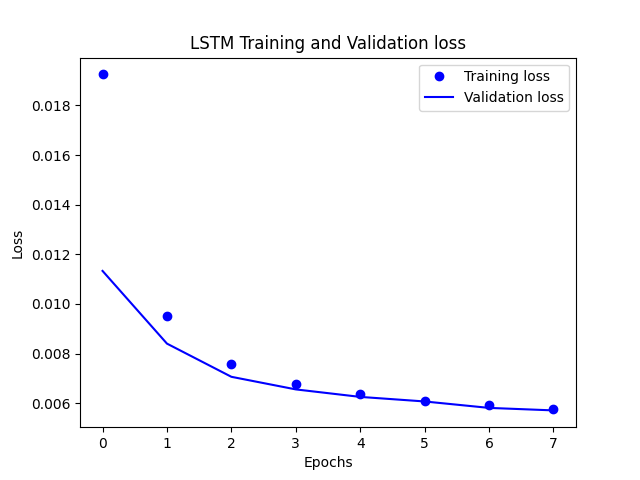 LSTM Training and Validation loss
Training loss
Validation loss
0.018
0.016
0.014
0.012
0.010
0.008
0.006
Loss
0 1 2 3 4 5 6 7
Epochs